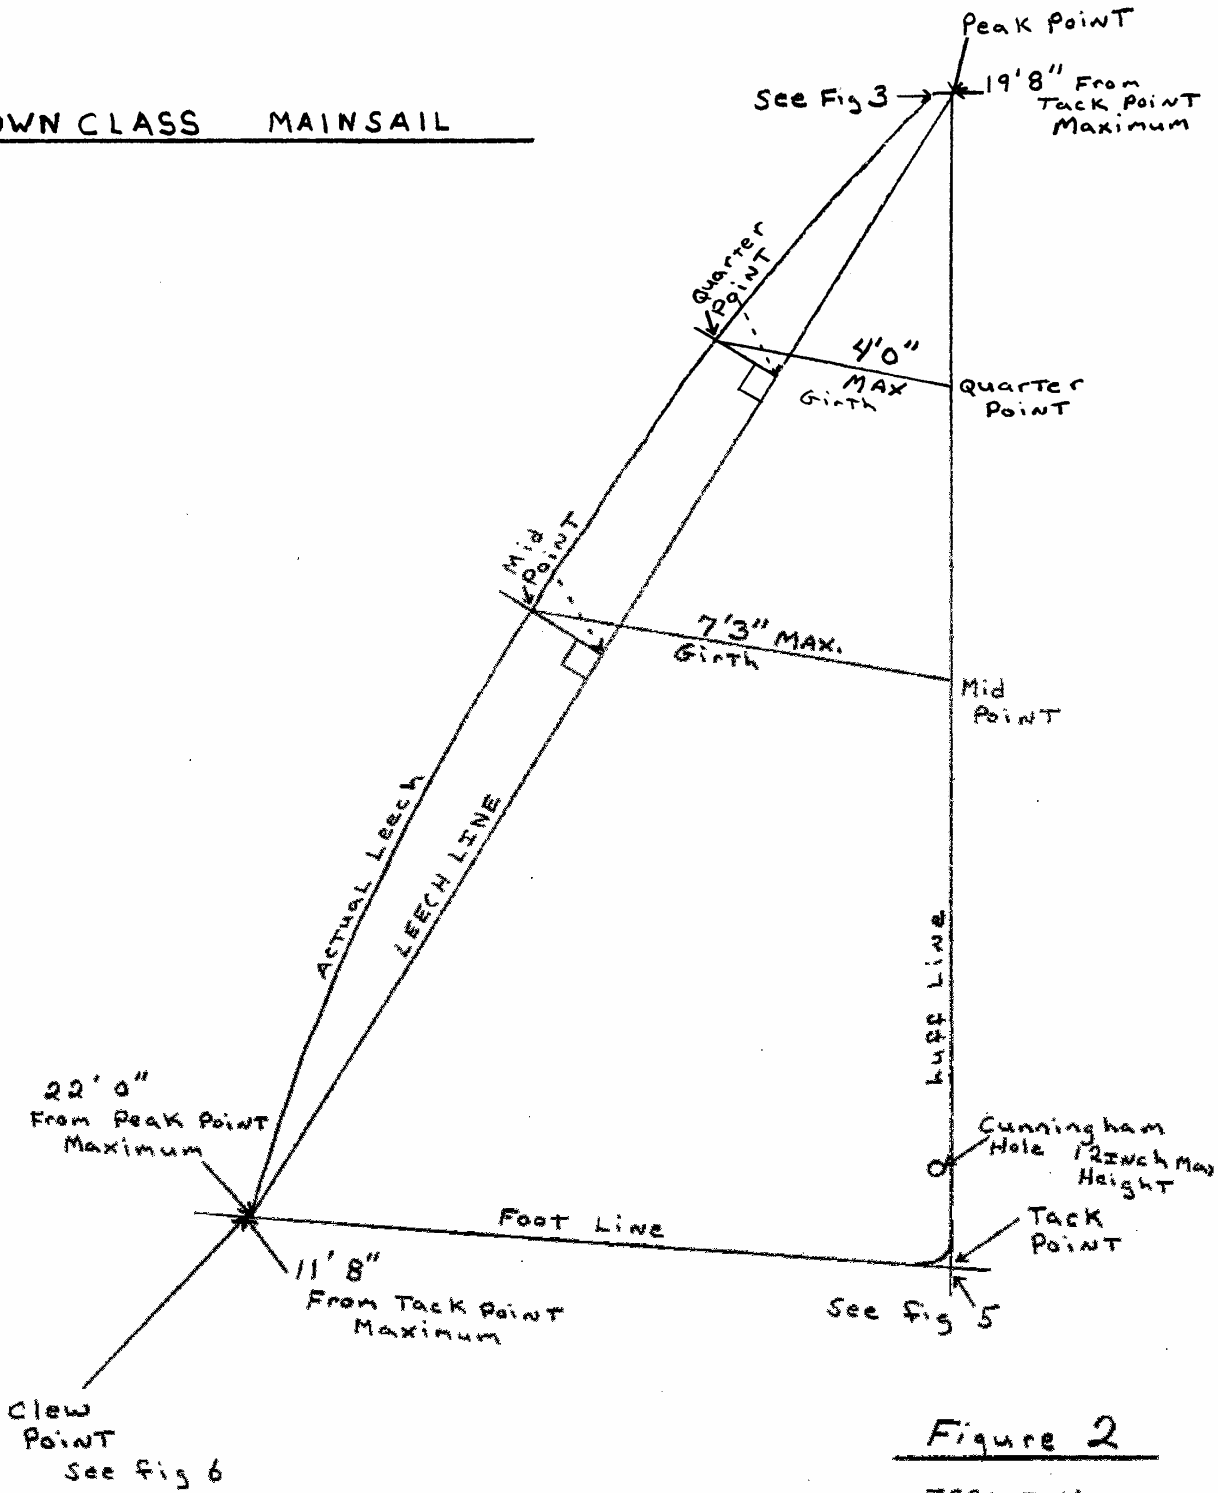 Peak Point
See Fig 3
19'8" From
Tack Point
Maximum
CLASS MAINSAIL
Quarter
Point
4'0"
MAX
Girth
Quarter
Point
Mid
Point
7'3" MAX.
Girth
Mid
Point
Actual Leech
LEECH LINE
Luff Line
22' 0"
From Peak Point
Maximum
Cunningham
Hole 12 Inch Max
Height
Foot Line
Tack
Point
11' 8"
From Tack Point
Maximum
See fig 5
Clew
Point
See fig 6
Figure 2